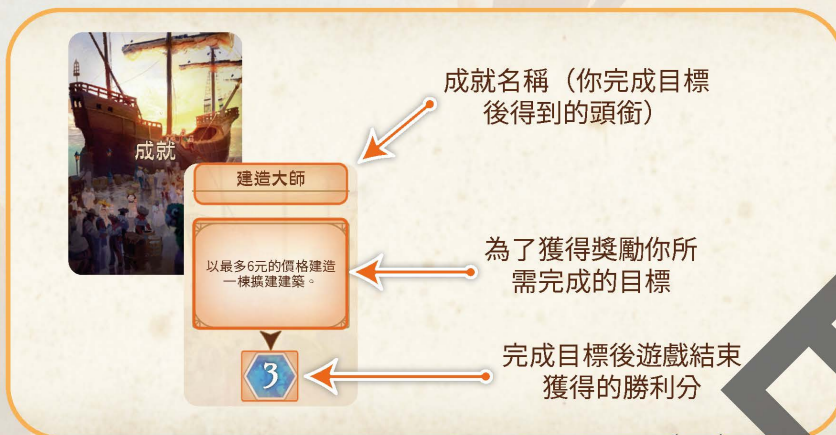 成就名稱（你完成目標
後得到的頭銜）
成就
建造大師
以最多6元的價格建造
一棟擴建建築。
為了獲得獎勵你所
需完成的目標
3
完成目標後遊戲結束
獲得的勝利分